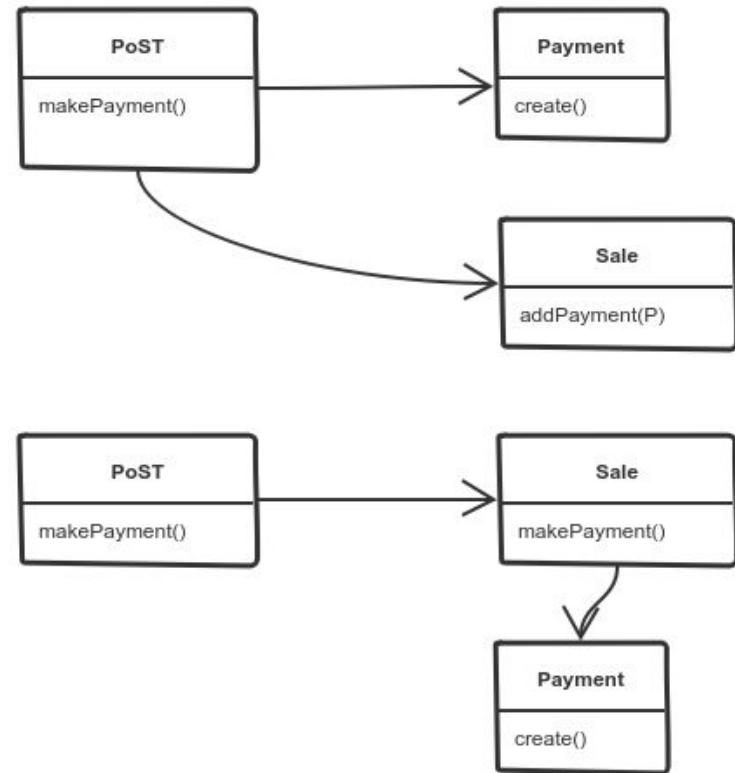 PoST
makePayment()
Payment
create()
Sale
addPayment(P)
PoST
makePayment()
Sale
makePayment()
Payment
create()